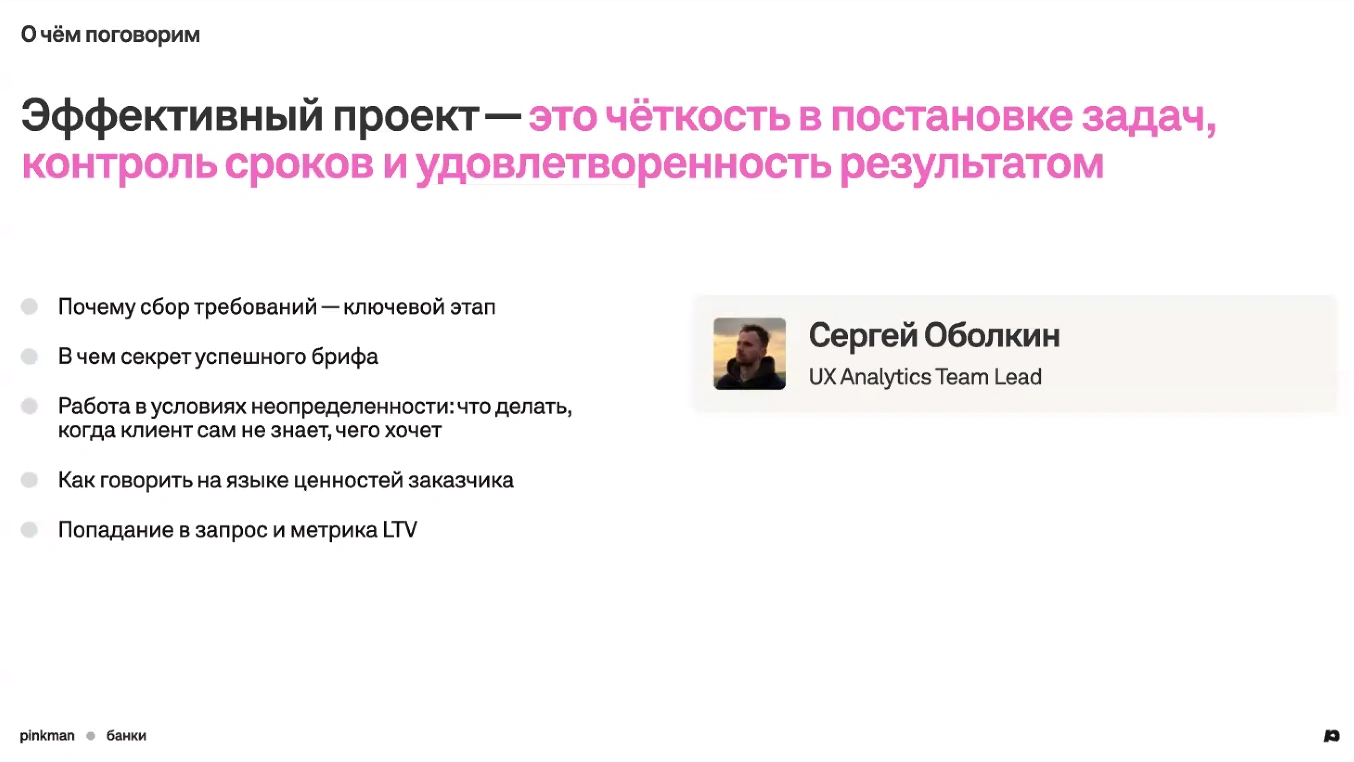 О чём поговорим
Эффективный проект — это чёткость в постановке задач,
контроль сроков и удовлетворенность результатом
Почему сбор требований — ключевой этап
В чем секрет успешного брифа
Работа в условиях неопределенности: что делать,
когда клиент сам не знает, чего хочет
Как говорить на языке ценностей заказчика
Попадание в запрос и метрика LTV
Сергей Оболкин
UX Analytics Team Lead
pinkman
банки